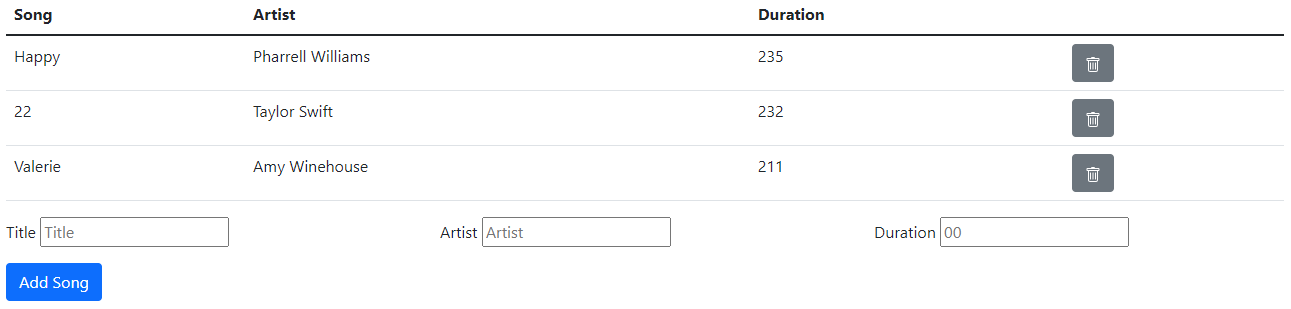 Song Artist Duration
Happy Pharrell Williams 235
22 Taylor Swift 232
Valerie Amy Winehouse 211
Title Title Artist Artist Duration 00
Add Song